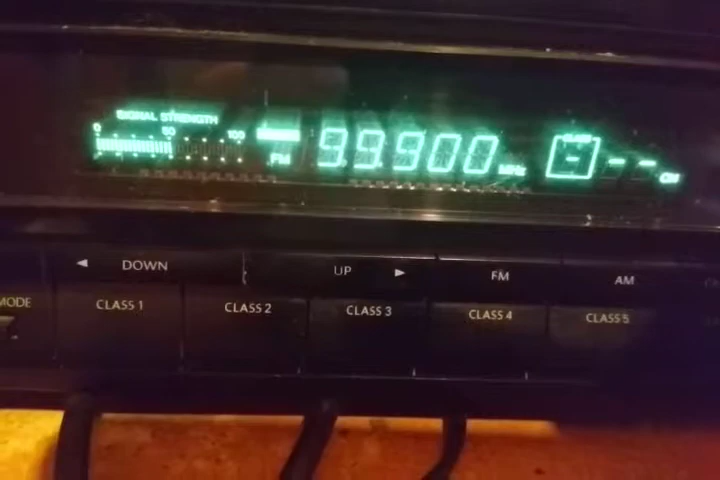 SIGNAL STRENGTH
0 50 100
FM 99.900 MHz CLASS - -- CH
DOWN UP FM AM
MODE CLASS 1 CLASS 2 CLASS 3 CLASS 4 CLASS 5